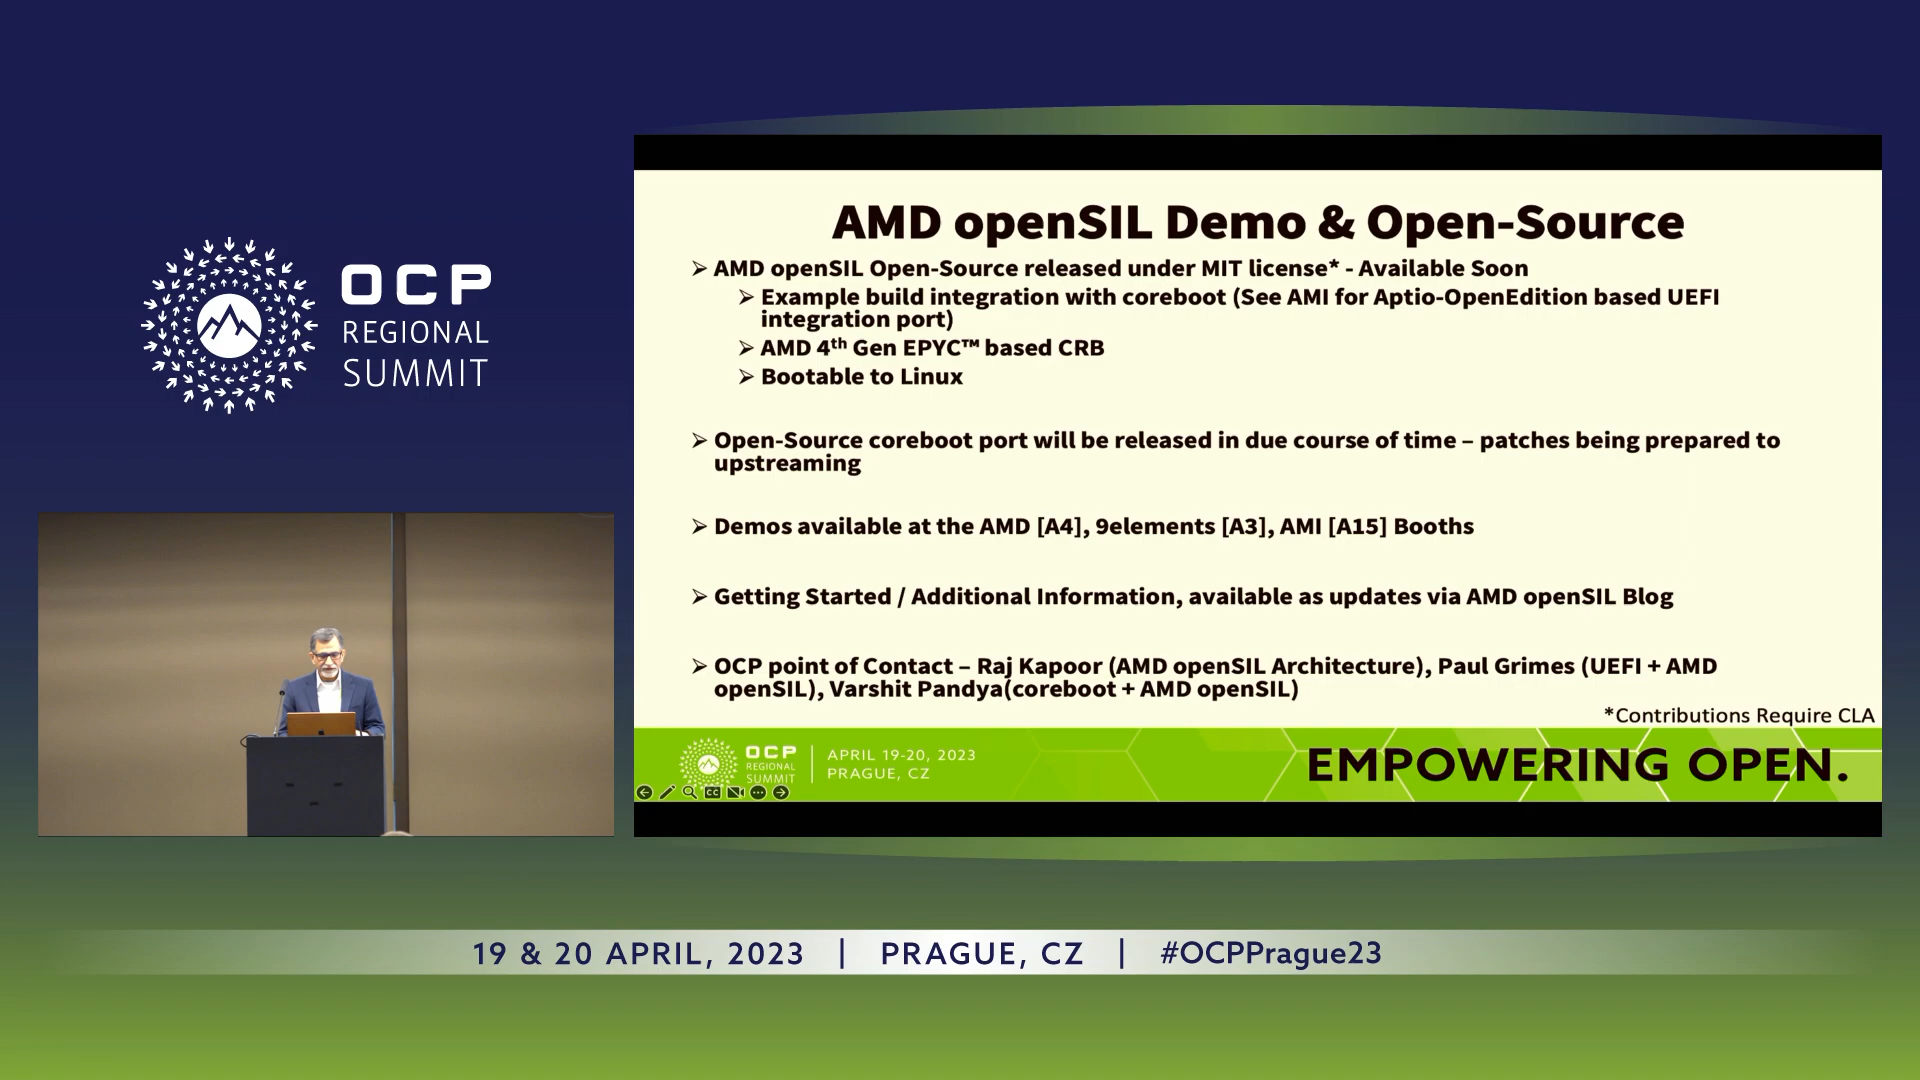 OCP
REGIONAL
SUMMIT
AMD openSIL Demo & Open-Source
➢ AMD openSIL Open-Source released under MIT license* - Available Soon
➢ Example build integration with coreboot (See AMI for Aptio-OpenEdition based UEFI
integration port)
➢ AMD 4th Gen EPYC™ based CRB
➢ Bootable to Linux
➢ Open-Source coreboot port will be released in due course of time – patches being prepared to
upstreaming
➢ Demos available at the AMD [A4], 9elements [A3], AMI [A15] Booths
➢ Getting Started / Additional Information, available as updates via AMD openSIL Blog
➢ OCP point of Contact – Raj Kapoor (AMD openSIL Architecture), Paul Grimes (UEFI + AMD
openSIL), Varshit Pandya(coreboot + AMD openSIL)
*Contributions Require CLA
OCP
REGIONAL
SUMMIT
APRIL 19-20, 2023
PRAGUE, CZ
EMPOWERING OPEN.
CC
19 & 20 APRIL, 2023 | PRAGUE, CZ | #OCPPrague23